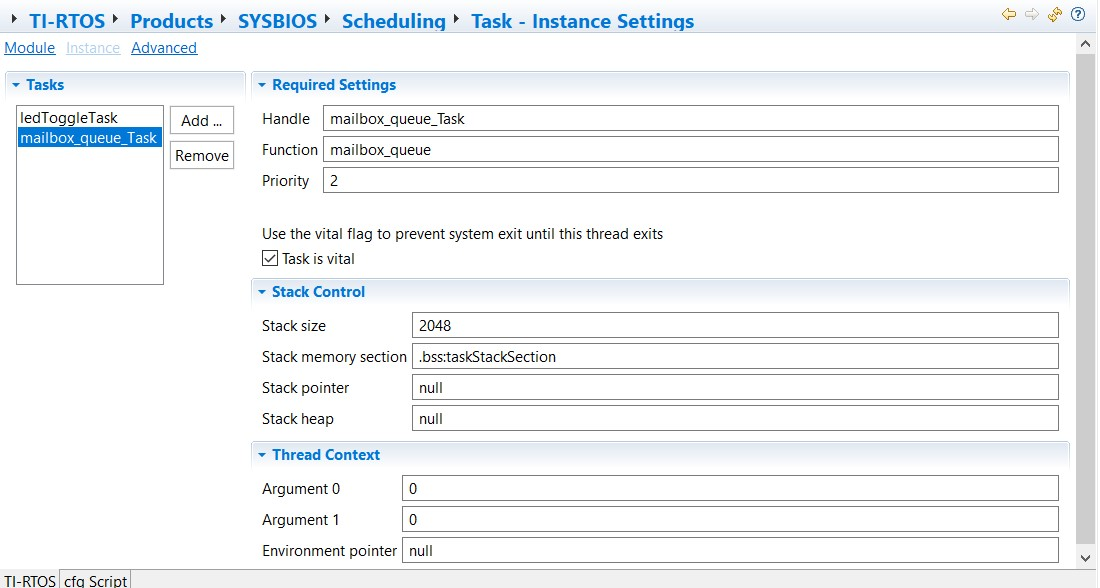 TI-RTOS Products SYSBIOS Scheduling Task - Instance Settings
Module Instance Advanced
Tasks
ledToggleTask
mailbox_queue_Task
Add ...
Remove
Required Settings
Handle mailbox_queue_Task
Function mailbox_queue
Priority 2
Use the vital flag to prevent system exit until this thread exits
Task is vital
Stack Control
Stack size 2048
Stack memory section .bss:taskStackSection
Stack pointer null
Stack heap null
Thread Context
Argument 0 0
Argument 1 0
Environment pointer null
TI-RTOS cfg Script